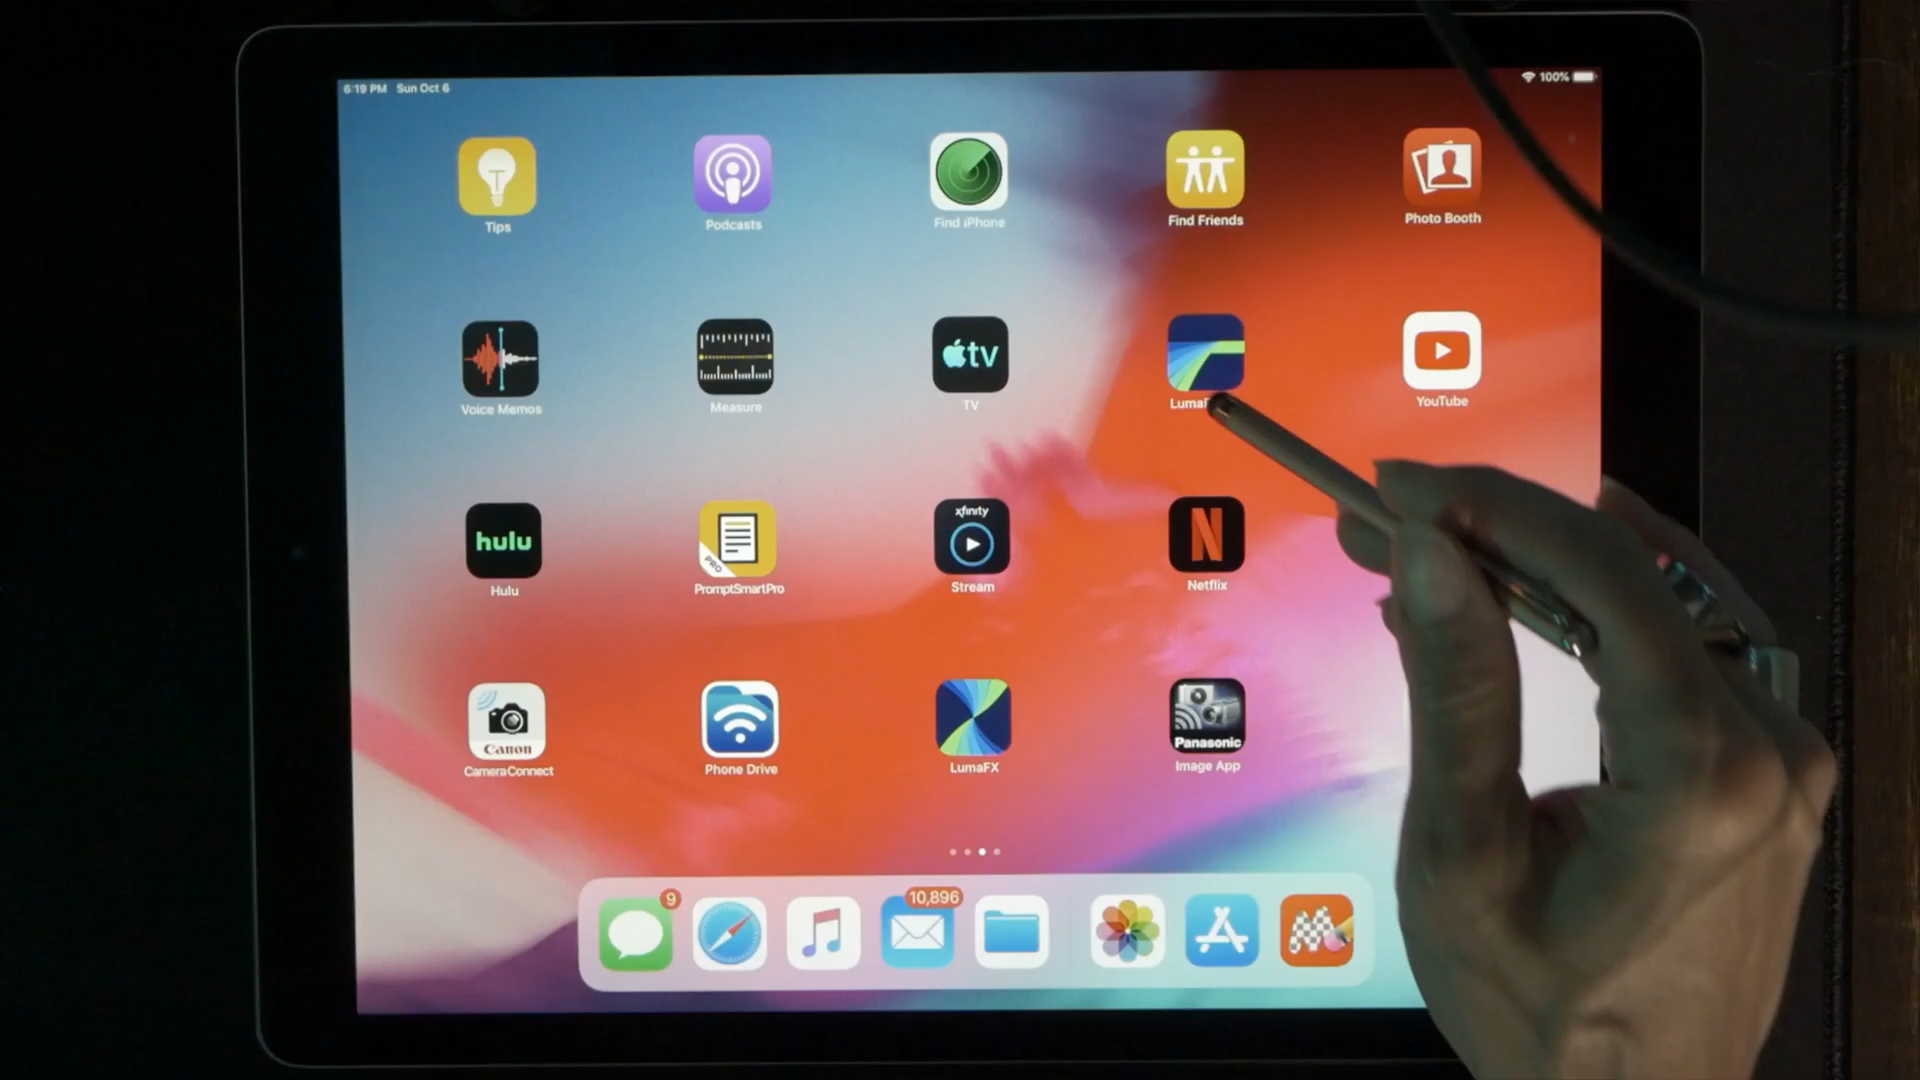 6:19 PM Sun Oct 6
100%
Tips
Podcasts
Find iPhone
Find Friends
Photo Booth
tv
Voice Memos
Measure
TV
YouTube
hulu
PRO
xfinity
N
Hulu
PromptSmartPro
Stream
Netflix
Canon
Panasonic
CameraConnect
Phone Drive
LumaFX
Image App
9
10,896